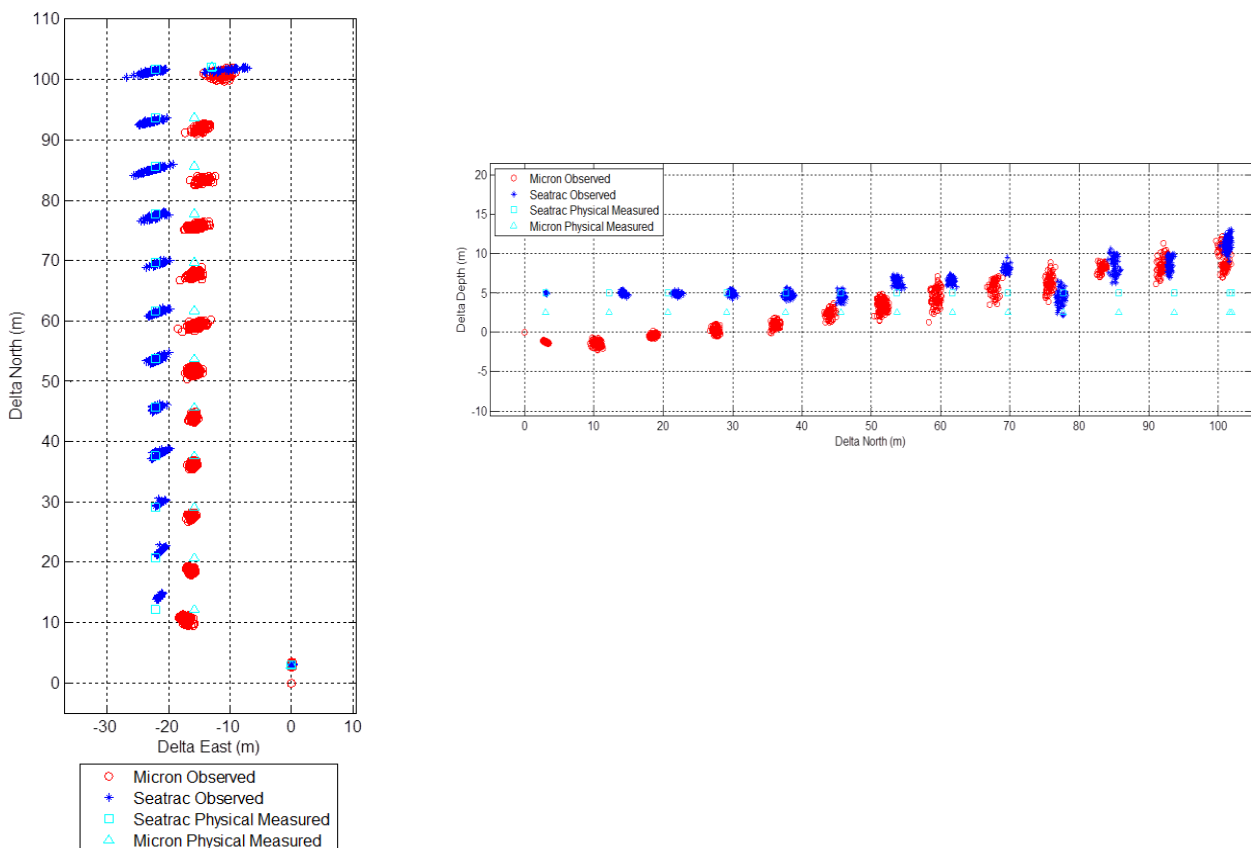 110
100
90
80
70
60
50
40
30
20
10
0
Delta North (m)
-30
-20
-10
0
10
Delta East (m)
Micron Observed
Seatrac Observed
Seatrac Physical Measured
Micron Physical Measured
20
15
10
5
0
-5
-10
Delta Depth (m)
Micron Observed
Seatrac Observed
Seatrac Physical Measured
Micron Physical Measured
0
10
20
30
40
50
60
70
80
90
100
Delta North (m)